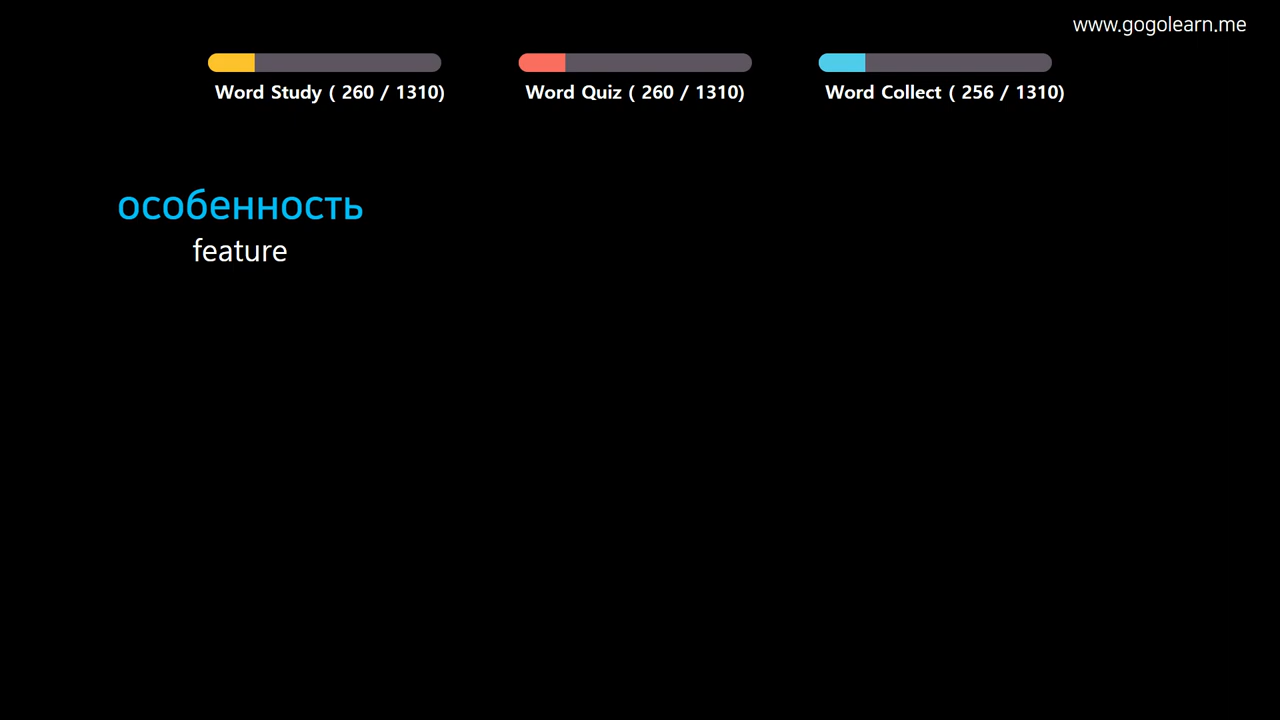 www.gogolearn.me
Word Study ( 260 / 1310)
Word Quiz ( 260 / 1310)
Word Collect ( 256 / 1310)
особенность
feature